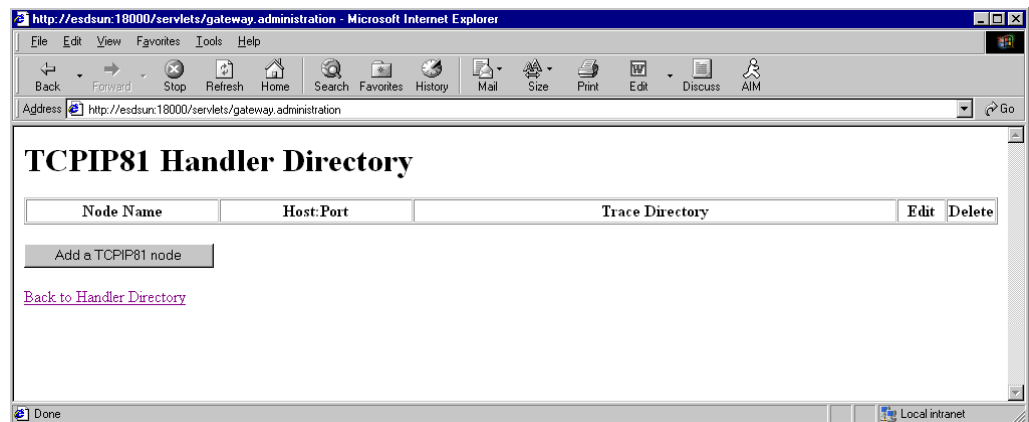 http://esdsun:18000/servlets/gateway.administration - Microsoft Internet Explorer
File Edit View Favorites Tools Help
Back Forward Stop Refresh Home Search Favorites History Mail Size Print Edit Discuss AIM
Address http://esdsun:18000/servlets/gateway.administration Go
TCPIP81 Handler Directory
Node Name Host:Port Trace Directory Edit Delete
Add a TCPIP81 node
Back to Handler Directory
Done Local intranet